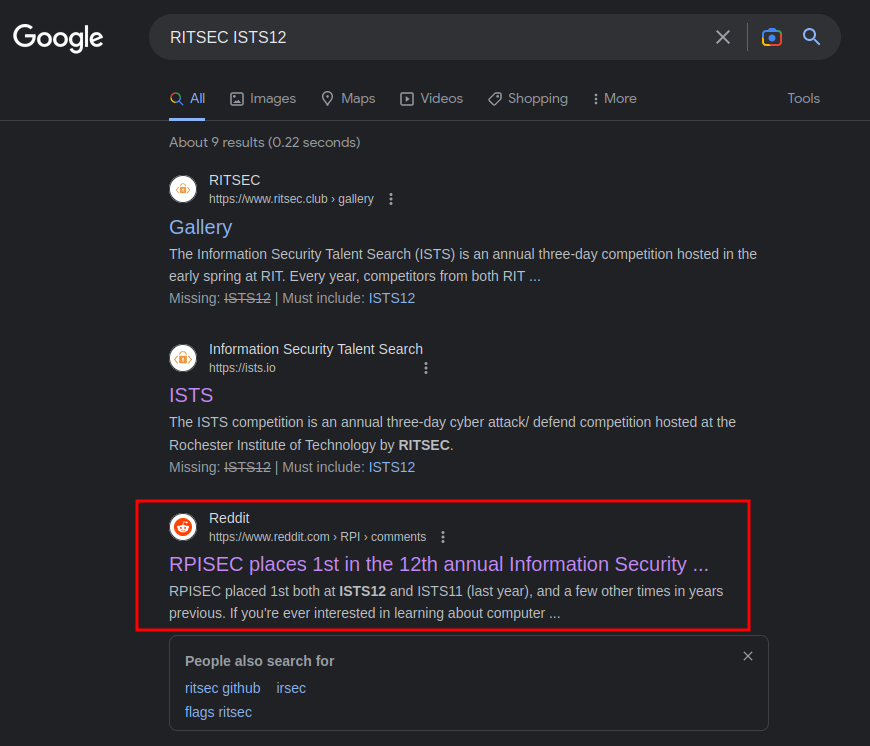 Google
RITSEC ISTS12
All Images Maps Videos Shopping More Tools
About 9 results (0.22 seconds)
RITSEC
https://www.ritsec.club › gallery
Gallery
The Information Security Talent Search (ISTS) is an annual three-day competition hosted in the
early spring at RIT. Every year, competitors from both RIT ...
Missing: ISTS12 | Must include: ISTS12
Information Security Talent Search
https://ists.io
ISTS
The ISTS competition is an annual three-day cyber attack/ defend competition hosted at the
Rochester Institute of Technology by RITSEC.
Missing: ISTS12 | Must include: ISTS12
Reddit
https://www.reddit.com › RPI › comments
RPISEC places 1st in the 12th annual Information Security ...
RPISEC placed 1st both at ISTS12 and ISTS11 (last year), and a few other times in years
previous. If you're ever interested in learning about computer ...
People also search for
ritsec github irsec
flags ritsec